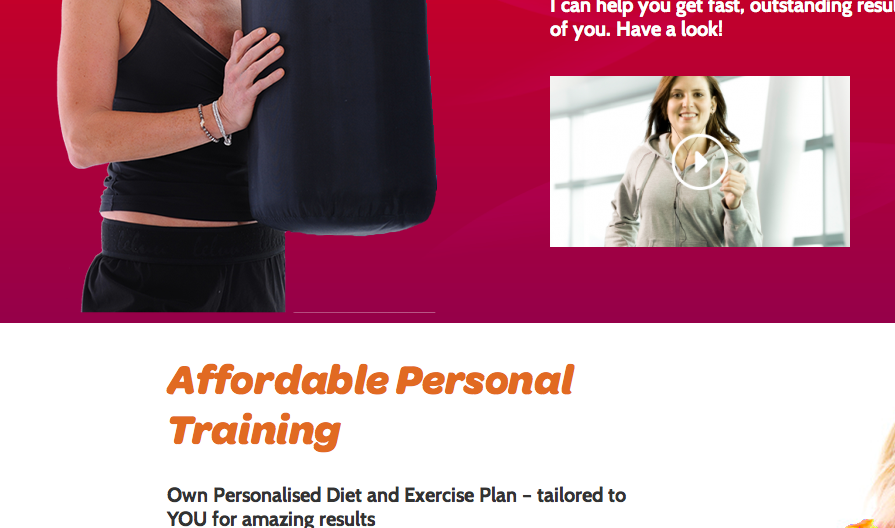 I can help you get fast, outstanding
of you. Have a look!
Affordable Personal
Training
Own Personalised Diet and Exercise Plan – tailored to
YOU for amazing results